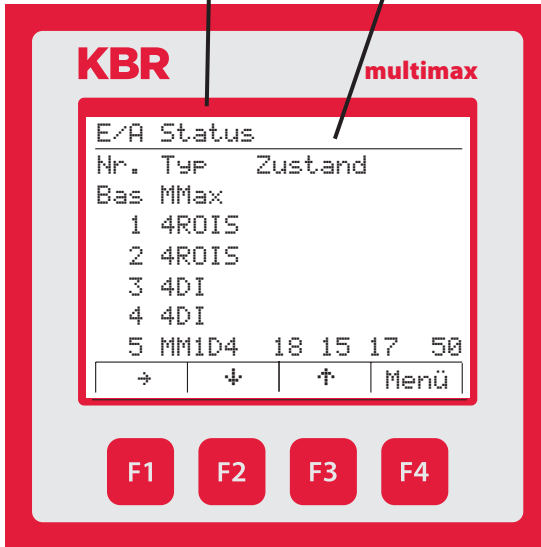 KBR multimax
E/A Status
Nr. Typ Zustand
Bas MMax
1 4ROIS
2 4ROIS
3 4DI
4 4DI
5 MM1D4 18 15 17 50
→ ↓ ↑ Menü
F1 F2 F3 F4